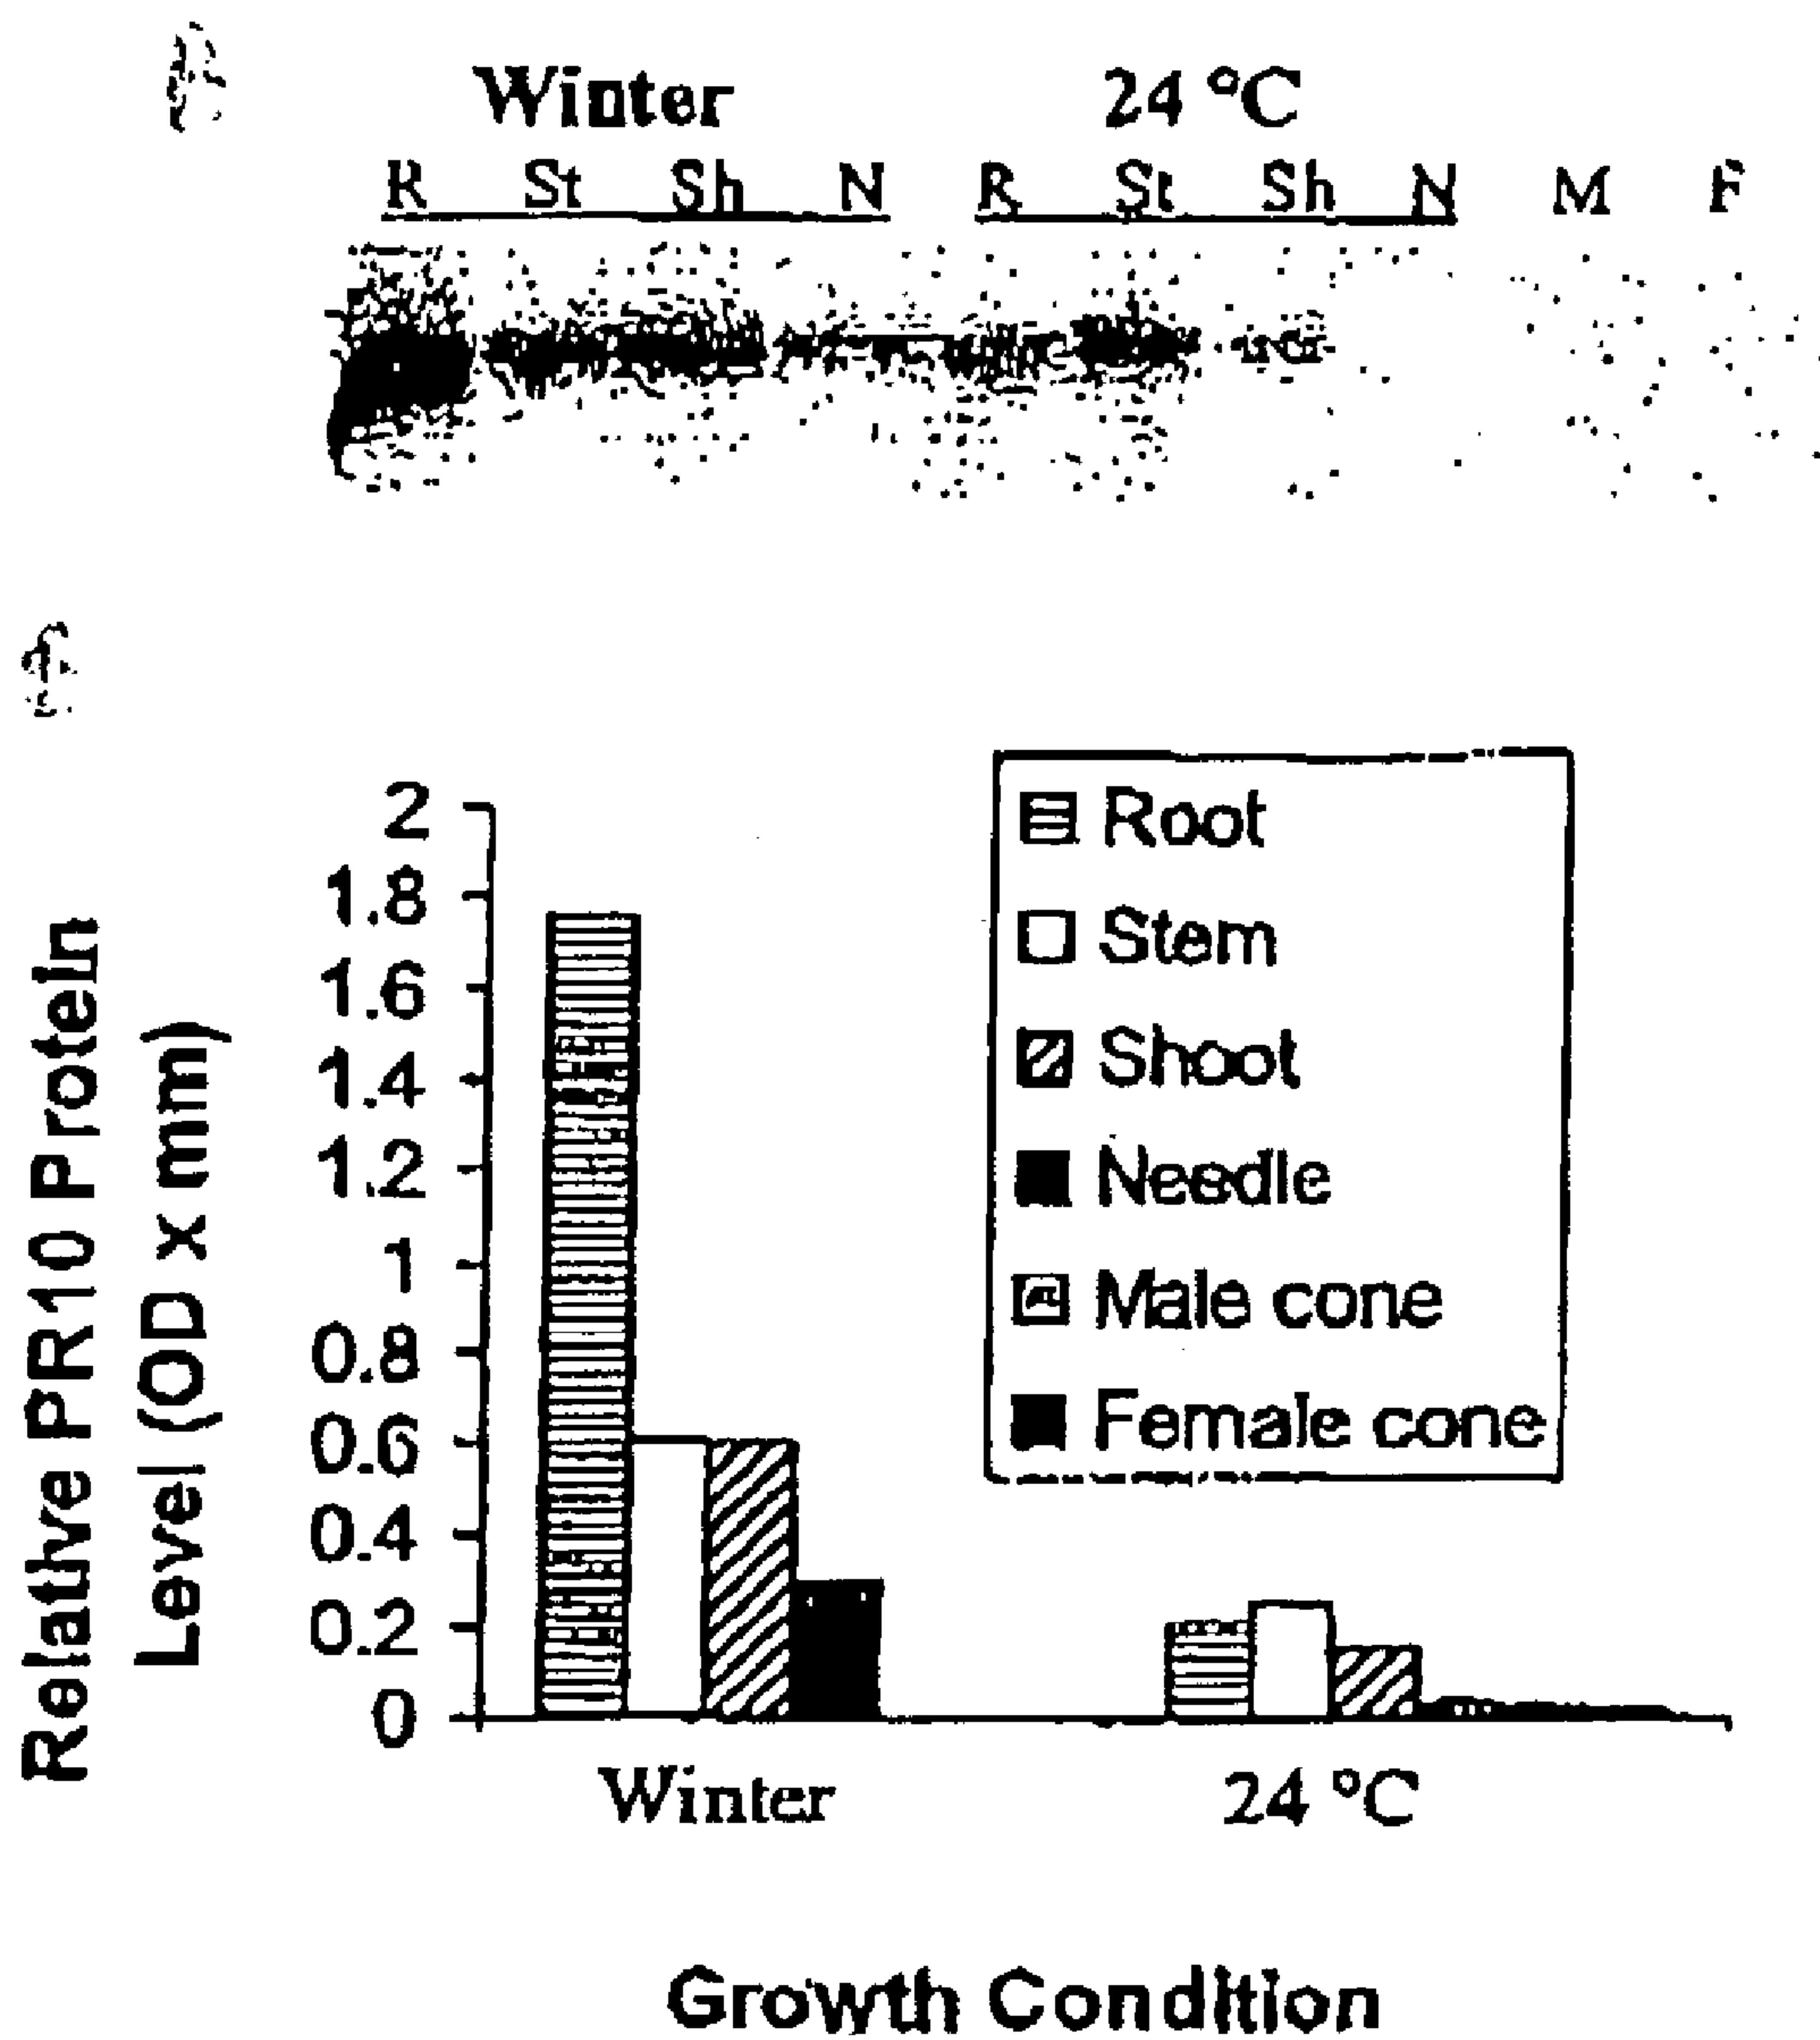 Winter 24 °C
R St Sh N R St Sh N M F
Relative PR10 Protein
Level (OD x mm)
2
1.8
1.6
1.4
1.2
1
0.8
0.6
0.4
0.2
0
Root
Stem
Shoot
Needle
Male cone
Female cone
Winter 24 °C
Growth Condition